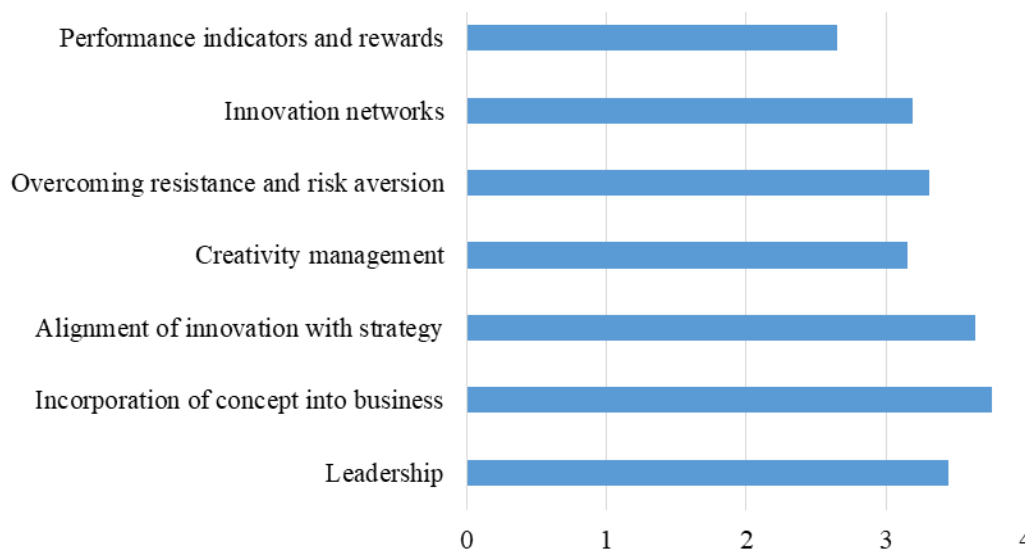 Performance indicators and rewards
Innovation networks
Overcoming resistance and risk aversion
Creativity management
Alignment of innovation with strategy
Incorporation of concept into business
Leadership
0 1 2 3 4